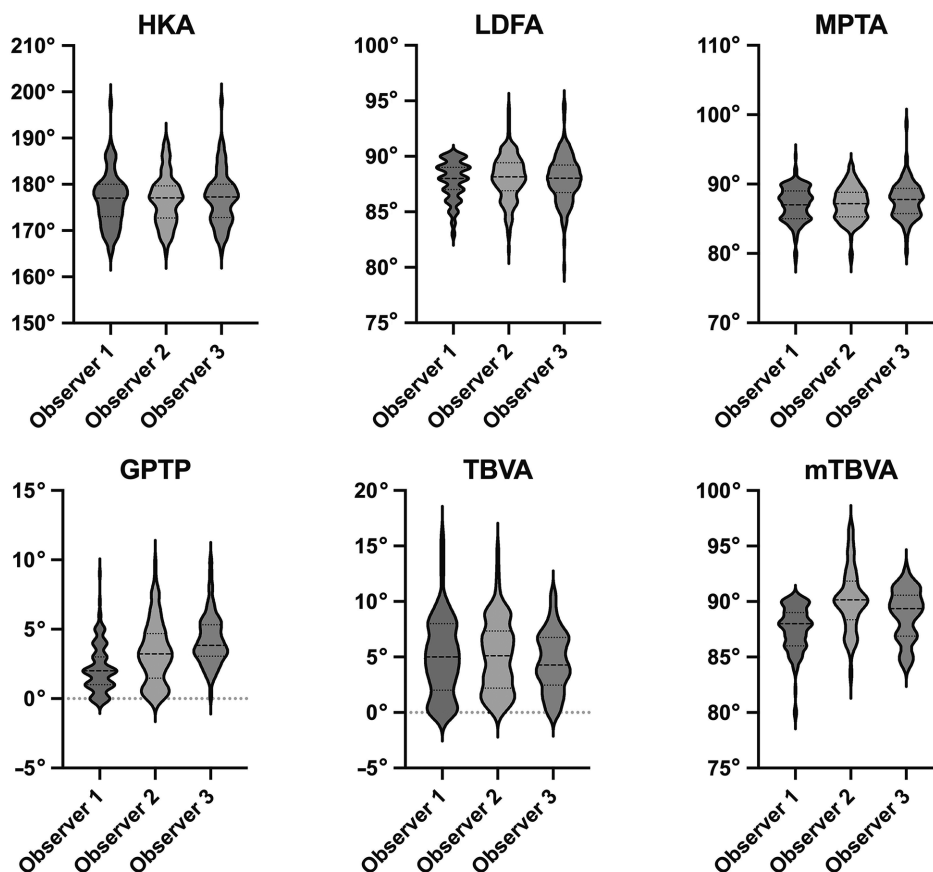 HKA
210°
200°
190°
180°
170°
160°
150°
Observer 1
Observer 2
Observer 3
LDFA
100°
95°
90°
85°
80°
75°
Observer 1
Observer 2
Observer 3
MPTA
110°
100°
90°
80°
70°
Observer 1
Observer 2
Observer 3
GPTP
15°
10°
5°
0°
–5°
Observer 1
Observer 2
Observer 3
TBVA
20°
15°
10°
5°
0°
–5°
Observer 1
Observer 2
Observer 3
mTBVA
100°
95°
90°
85°
80°
75°
Observer 1
Observer 2
Observer 3